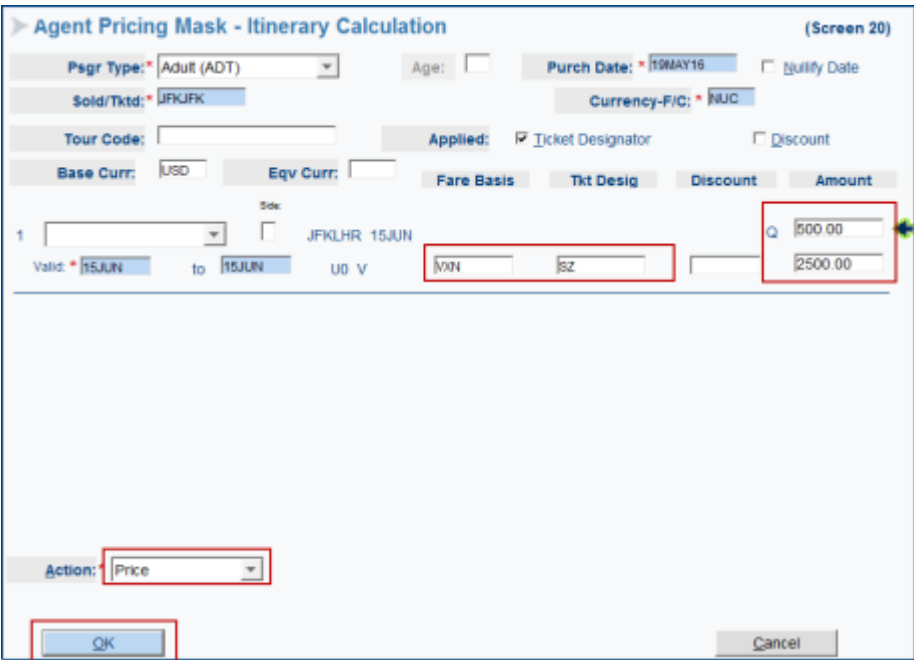 Agent Pricing Mask - Itinerary Calculation (Screen 20)
Psgr Type:* Adult (ADT) Age: Purch Date: * 19MAY16 Nullify Date
Sold/Tktd:* JFKJFK Currency-F/C: * NUC
Tour Code: Applied: Ticket Designator Discount
Base Curr: USD Eqv Curr: Fare Basis Tkt Desig Discount Amount
Side:
1 JFKLHR 15JUN Q 500.00
Valid: * 15JUN to 15JUN U0 V VXN SZ 2500.00
Action:* Price
OK Cancel